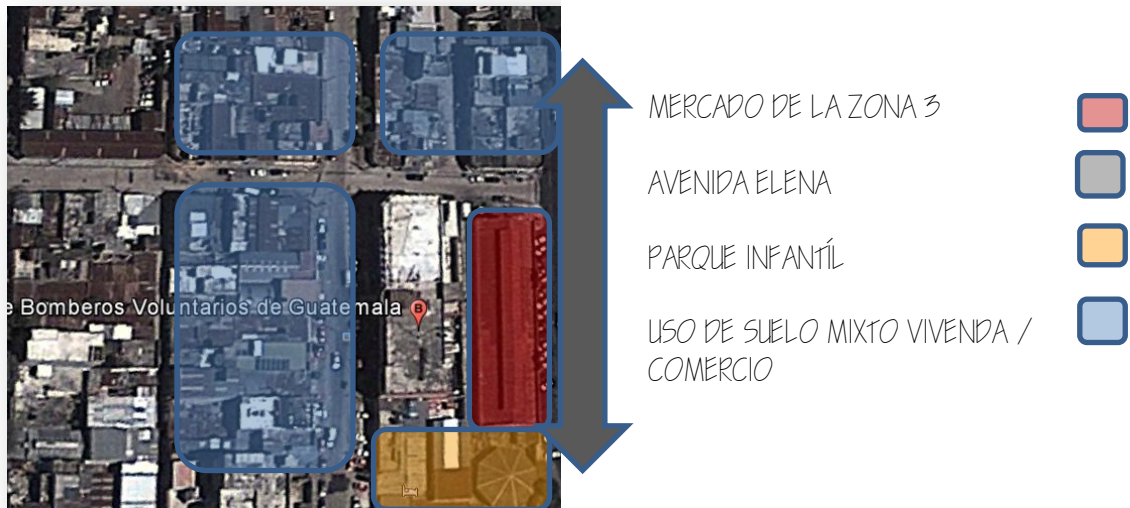 MERCADO DE LA ZONA 3
AVENIDA ELENA
PARQUE INFANTÍL
e Bomberos Voluntarios de Guatemala
B
USO DE SUELO MIXTO VIVENDA /
COMERCIO